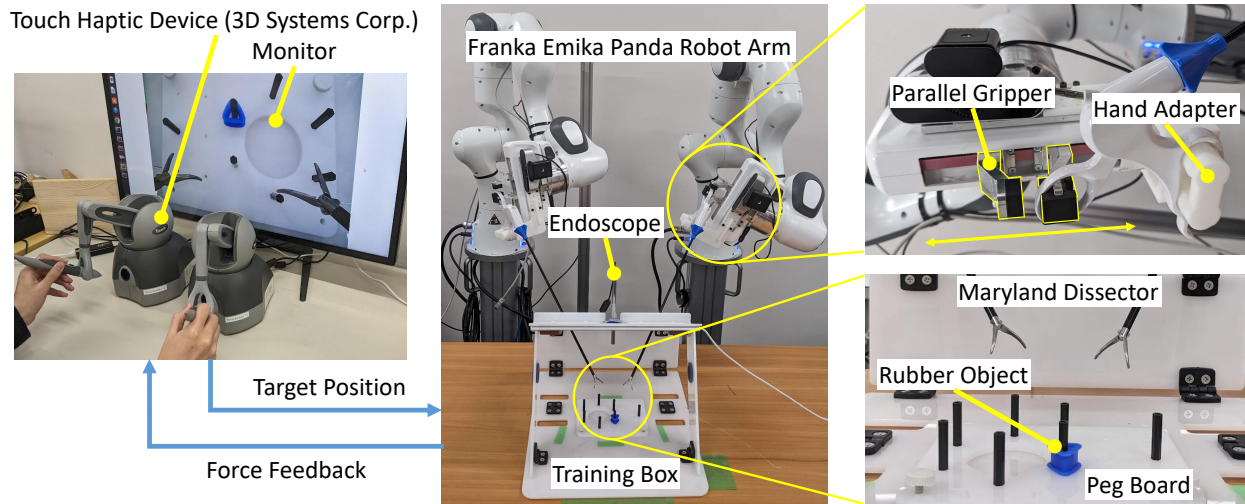 Touch Haptic Device (3D Systems Corp.)
Monitor
Target Position
Force Feedback
Franka Emika Panda Robot Arm
Endoscope
Training Box
Parallel Gripper
Hand Adapter
Maryland Dissector
Rubber Object
Peg Board